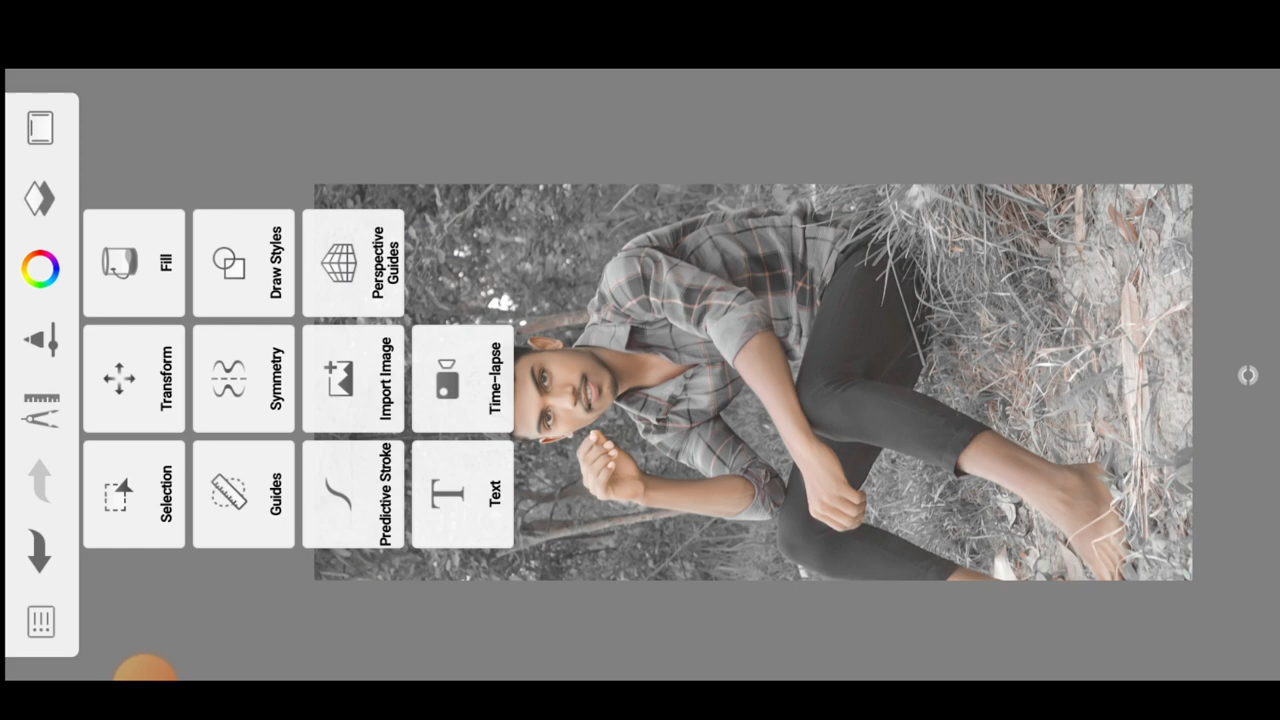 Selection
Transform
Fill
Guides
Symmetry
Draw Styles
Predictive Stroke
Import Image
Perspective
Guides
Text
Time-lapse